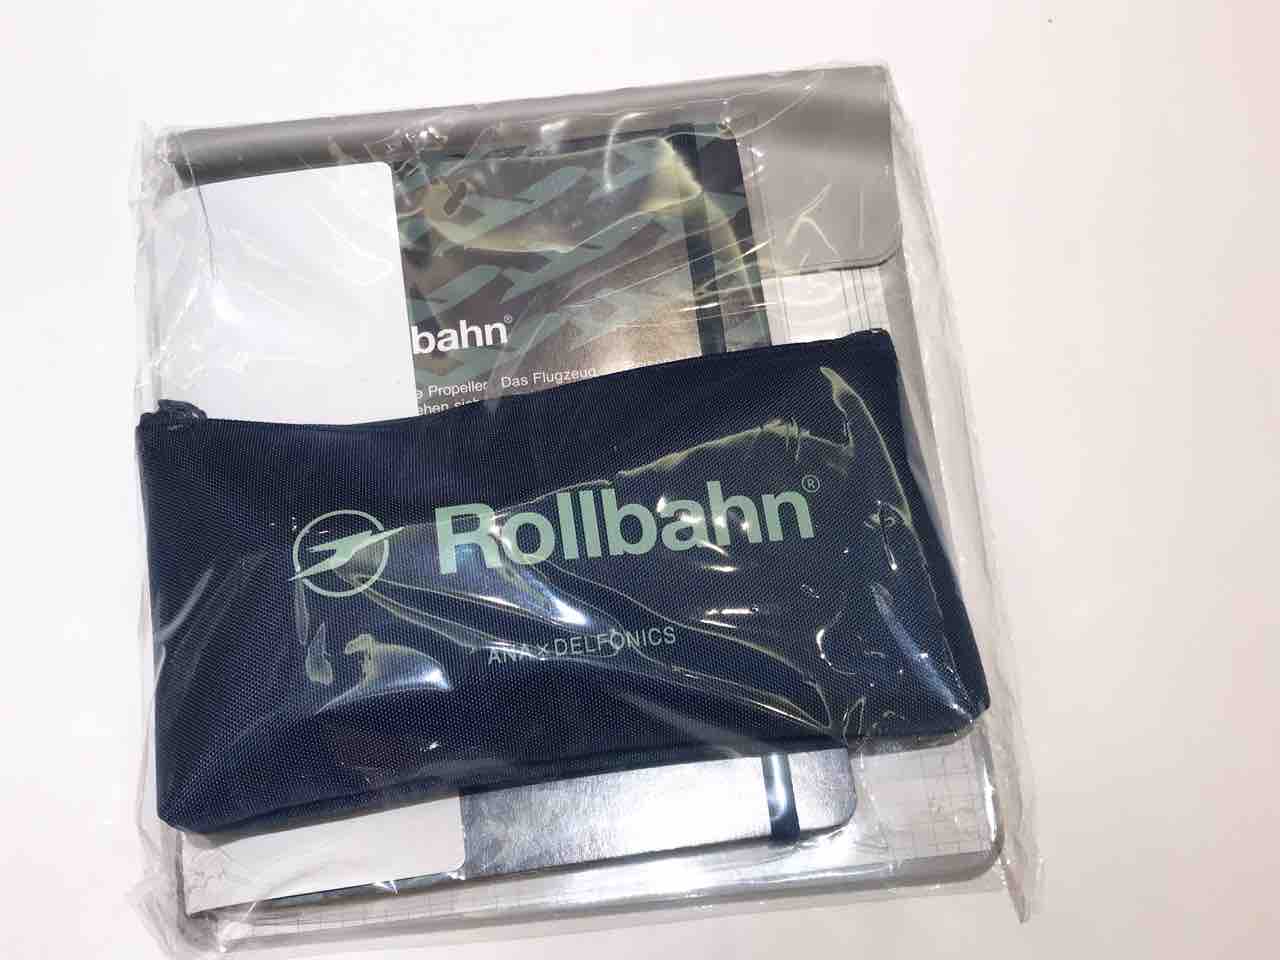 bahn®
Propeller Das Flugzeug
Rollbahn®
ANA×DELFONICS